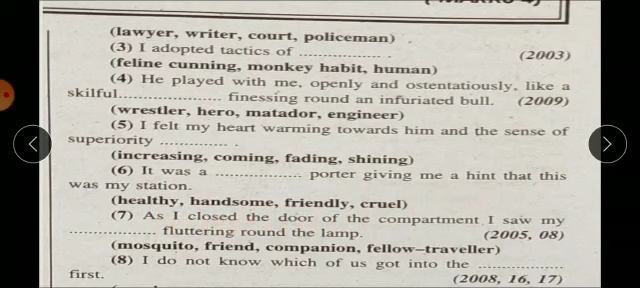 (lawyer, writer, court, policeman)
(3) I adopted tactics of ................ . (2003)
(feline cunning, monkey habit, human)
(4) He played with me, openly and ostentatiously, like a
skilful...................... finessing round an infuriated bull. (2009)
(wrestler, hero, matador, engineer)
(5) I felt my heart warming towards him and the sense of
superiority .............. .
(increasing, coming, fading, shining)
(6) It was a ................... porter giving me a hint that this
was my station.
(healthy, handsome, friendly, cruel)
(7) As I closed the door of the compartment I saw my
................... fluttering round the lamp. (2005, 08)
(mosquito, friend, companion, fellow–traveller)
(8) I do not know which of us got into the ..................
first. (2008, 16, 17)